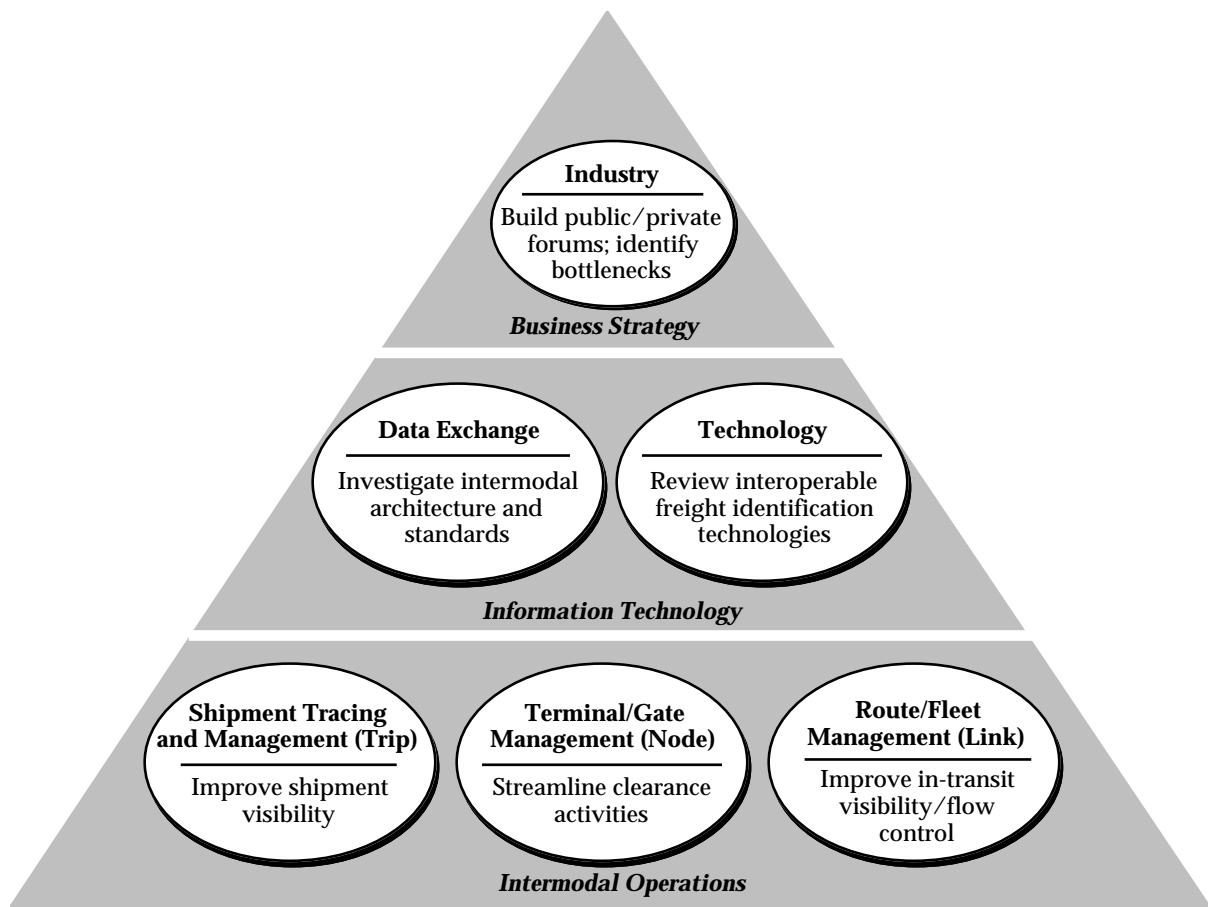 Industry
Build public/private
forums; identify
bottlenecks
Business Strategy
Data Exchange
Investigate intermodal
architecture and
standards
Technology
Review interoperable
freight identification
technologies
Information Technology
Shipment Tracing
and Management (Trip)
Improve shipment
visibility
Terminal/Gate
Management (Node)
Streamline clearance
activities
Route/Fleet
Management (Link)
Improve in-transit
visibility/flow
control
Intermodal Operations